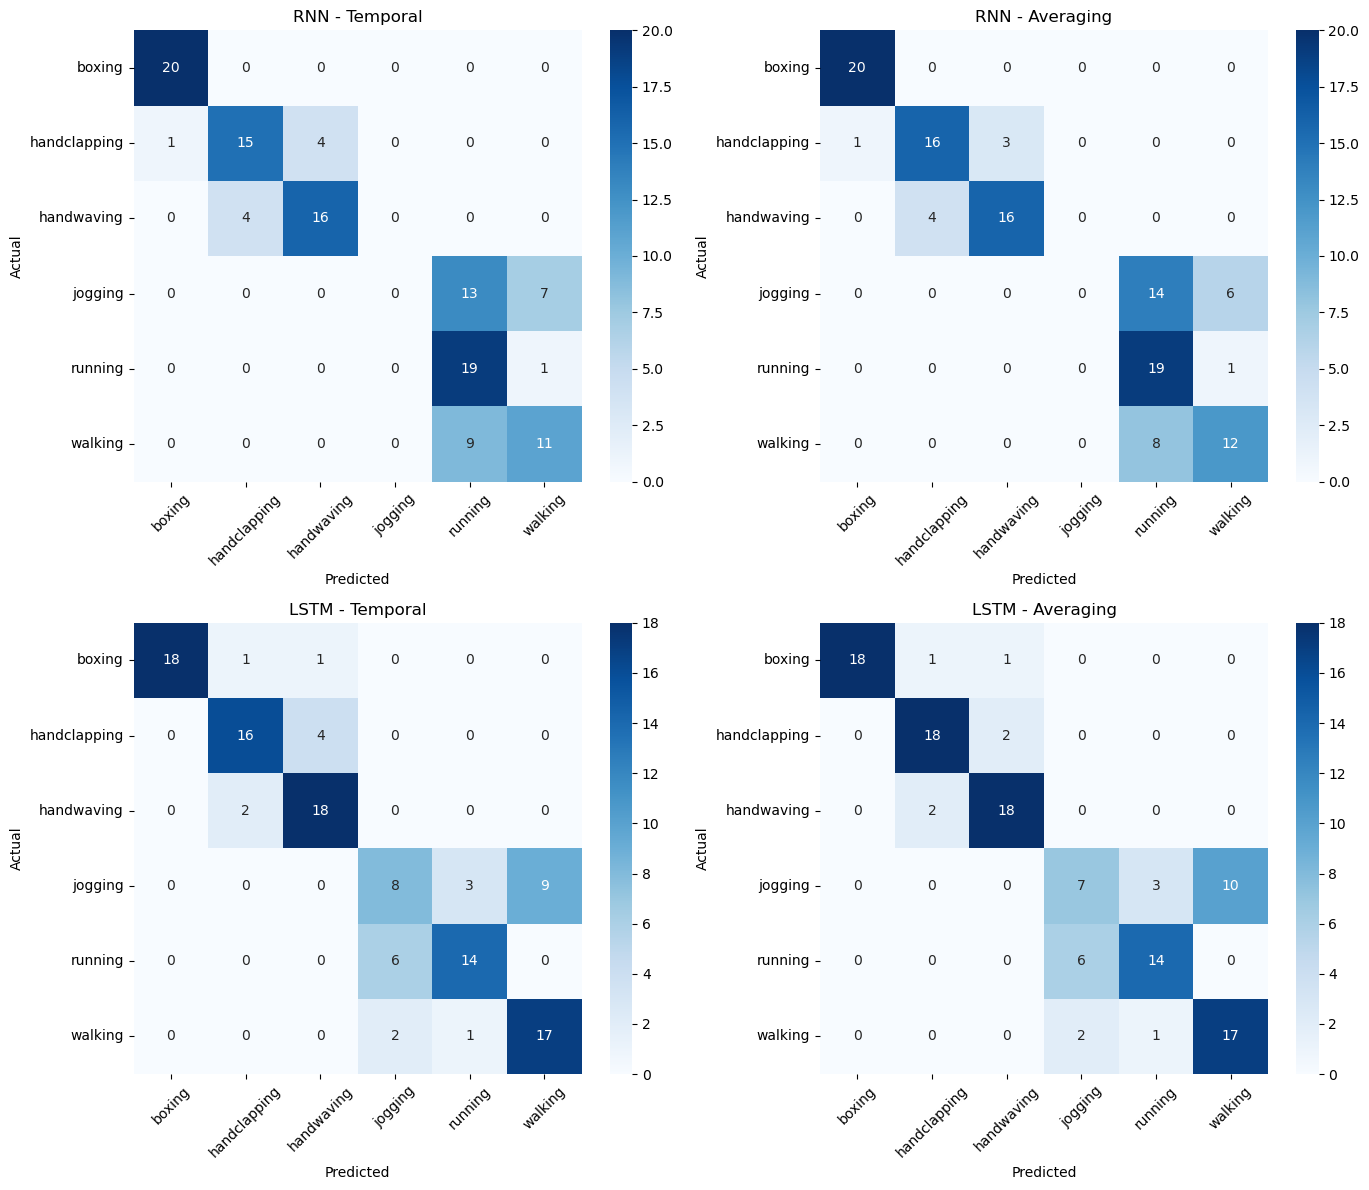 RNN - Temporal
boxing 20 0 0 0 0 0
handclapping 1 15 4 0 0 0
handwaving 0 4 16 0 0 0
jogging 0 0 0 0 13 7
running 0 0 0 0 19 1
walking 0 0 0 0 9 11
Actual
boxing handclapping handwaving jogging running walking
Predicted
20.0
17.5
15.0
12.5
10.0
7.5
5.0
2.5
0.0
RNN - Averaging
boxing 20 0 0 0 0 0
handclapping 1 16 3 0 0 0
handwaving 0 4 16 0 0 0
jogging 0 0 0 0 14 6
running 0 0 0 0 19 1
walking 0 0 0 0 8 12
Actual
boxing handclapping handwaving jogging running walking
Predicted
20.0
17.5
15.0
12.5
10.0
7.5
5.0
2.5
0.0
LSTM - Temporal
boxing 18 1 1 0 0 0
handclapping 0 16 4 0 0 0
handwaving 0 2 18 0 0 0
jogging 0 0 0 8 3 9
running 0 0 0 6 14 0
walking 0 0 0 2 1 17
Actual
boxing handclapping handwaving jogging running walking
Predicted
18
16
14
12
10
8
6
4
2
0
LSTM - Averaging
boxing 18 1 1 0 0 0
handclapping 0 18 2 0 0 0
handwaving 0 2 18 0 0 0
jogging 0 0 0 7 3 10
running 0 0 0 6 14 0
walking 0 0 0 2 1 17
Actual
boxing handclapping handwaving jogging running walking
Predicted
18
16
14
12
10
8
6
4
2
0